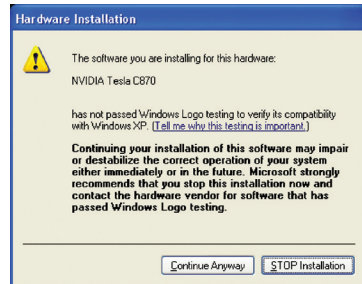 Hardware Installation
The software you are installing for this hardware:
NVIDIA Tesla C870
has not passed Windows Logo testing to verify its compatibility
with Windows XP. (Tell me why this testing is important.)
Continuing your installation of this software may impair
or destabilize the correct operation of your system
either immediately or in the future. Microsoft strongly
recommends that you stop this installation now and
contact the hardware vendor for software that has
passed Windows Logo testing.
Continue Anyway
STOP Installation